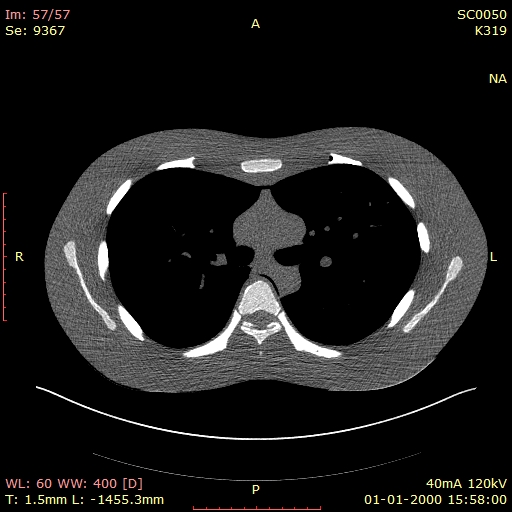 Im: 57/57
Se: 9367
A
SC0050
K319
NA
R
L
WL: 60 WW: 400 [D]
T: 1.5mm L: -1455.3mm
P
40mA 120kV
01-01-2000 15:58:00